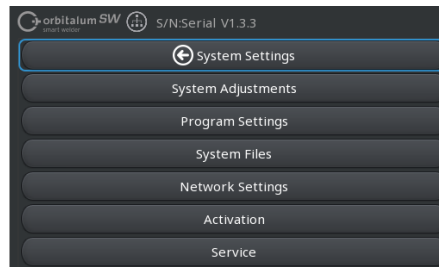 orbitalum SW S/N:Serial V1.3.3
smart welder
System Settings
System Adjustments
Program Settings
System Files
Network Settings
Activation
Service